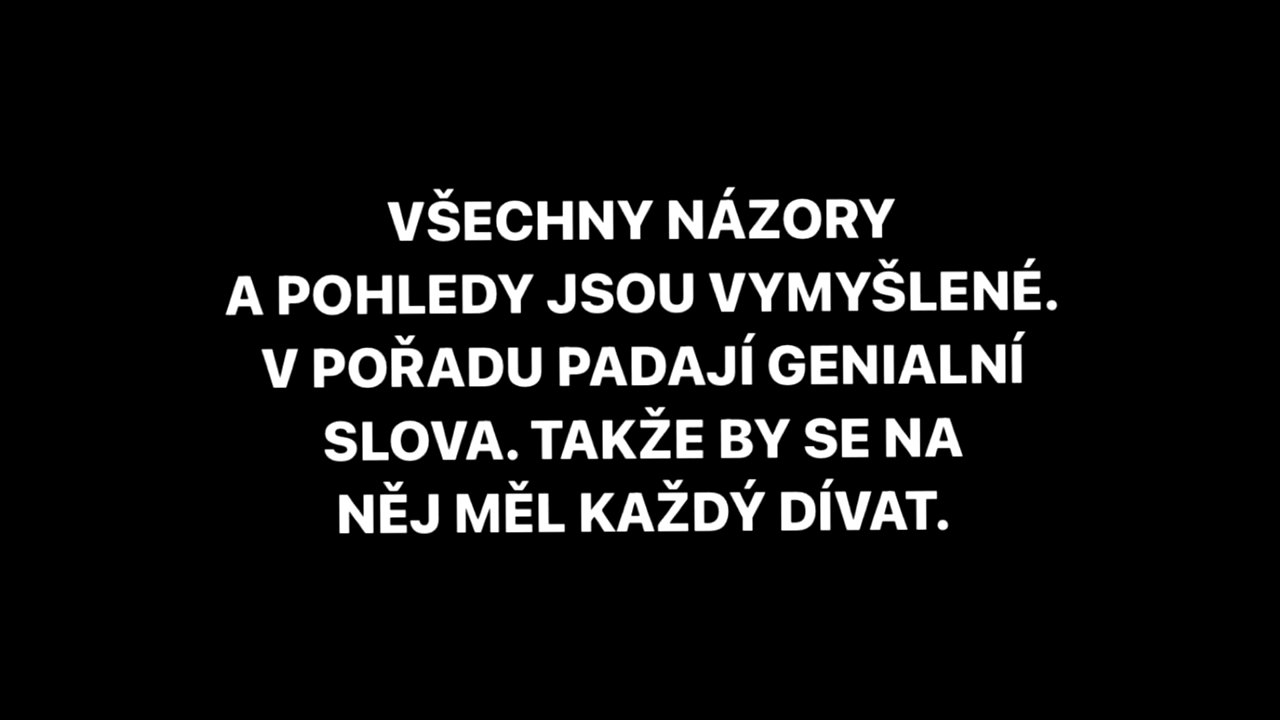 VŠECHNY NÁZORY
A POHLEDY JSOU VYMYŠLENÉ.
V POŘADU PADAJÍ GENIALNÍ
SLOVA. TAKŽE BY SE NA
NĚJ MĚL KAŽDÝ DÍVAT.